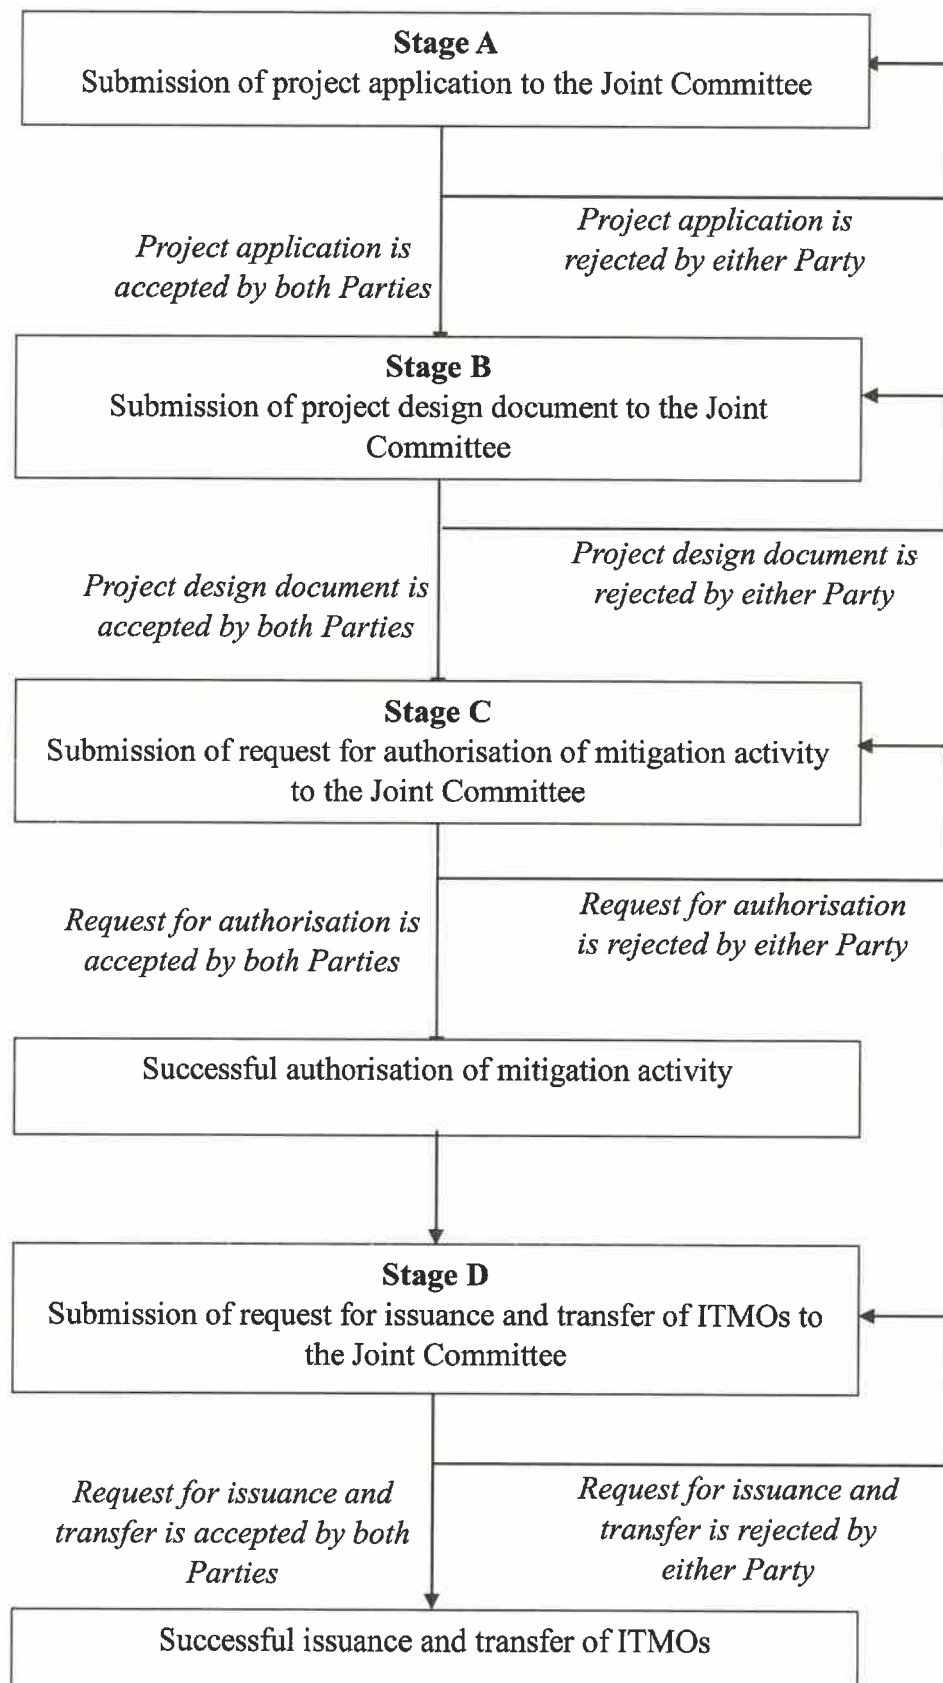 Stage A
Submission of project application to the Joint Committee
Project application is
accepted by both Parties
Project application is
rejected by either Party
Stage B
Submission of project design document to the Joint
Committee
Project design document is
accepted by both Parties
Project design document is
rejected by either Party
Stage C
Submission of request for authorisation of mitigation activity
to the Joint Committee
Request for authorisation is
accepted by both Parties
Request for authorisation
is rejected by either Party
Successful authorisation of mitigation activity
Stage D
Submission of request for issuance and transfer of ITMOs to
the Joint Committee
Request for issuance and
transfer is accepted by both
Parties
Request for issuance and
transfer is rejected by
either Party
Successful issuance and transfer of ITMOs